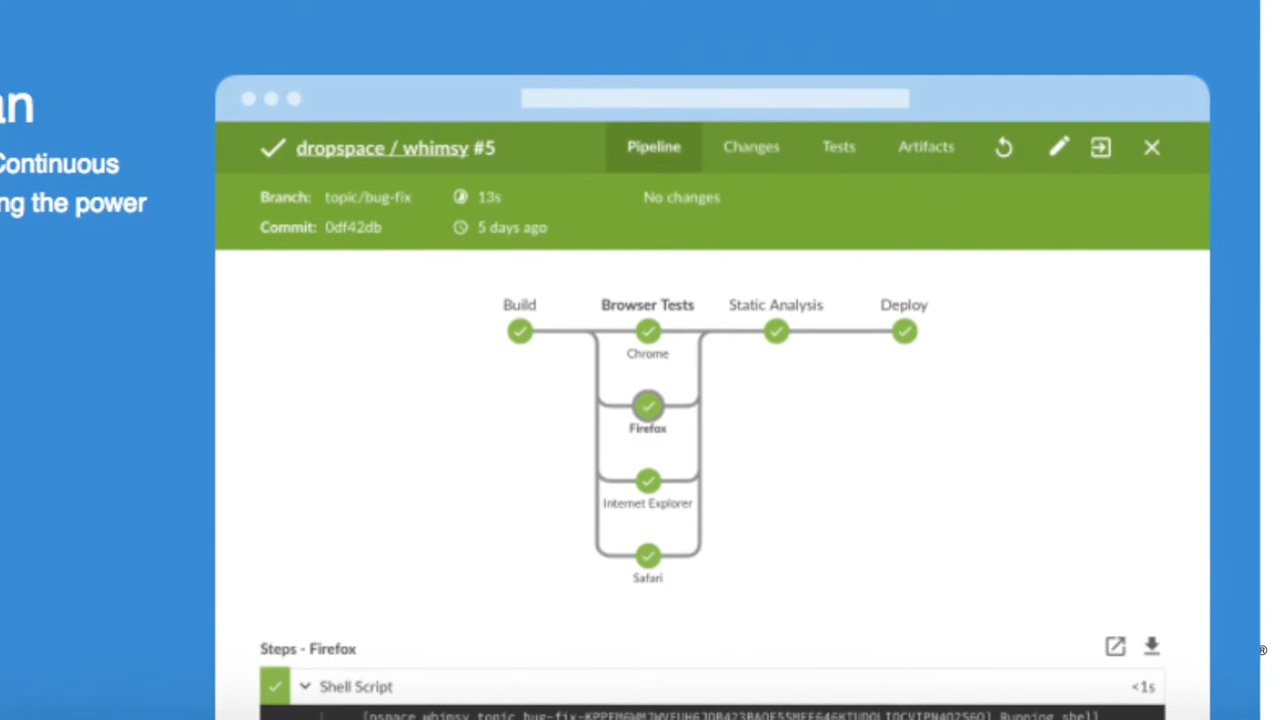 an
Continuous
ng the power
dropspace / whimsy #5
Pipeline
Changes
Tests
Artifacts
Branch: topic/bug-fix
13s
No changes
Commit: 0df42db
5 days ago
Build
Browser Tests
Static Analysis
Deploy
Chrome
Firefox
Internet Explorer
Safari
Steps - Firefox
Shell Script
<1s
Running shell
®